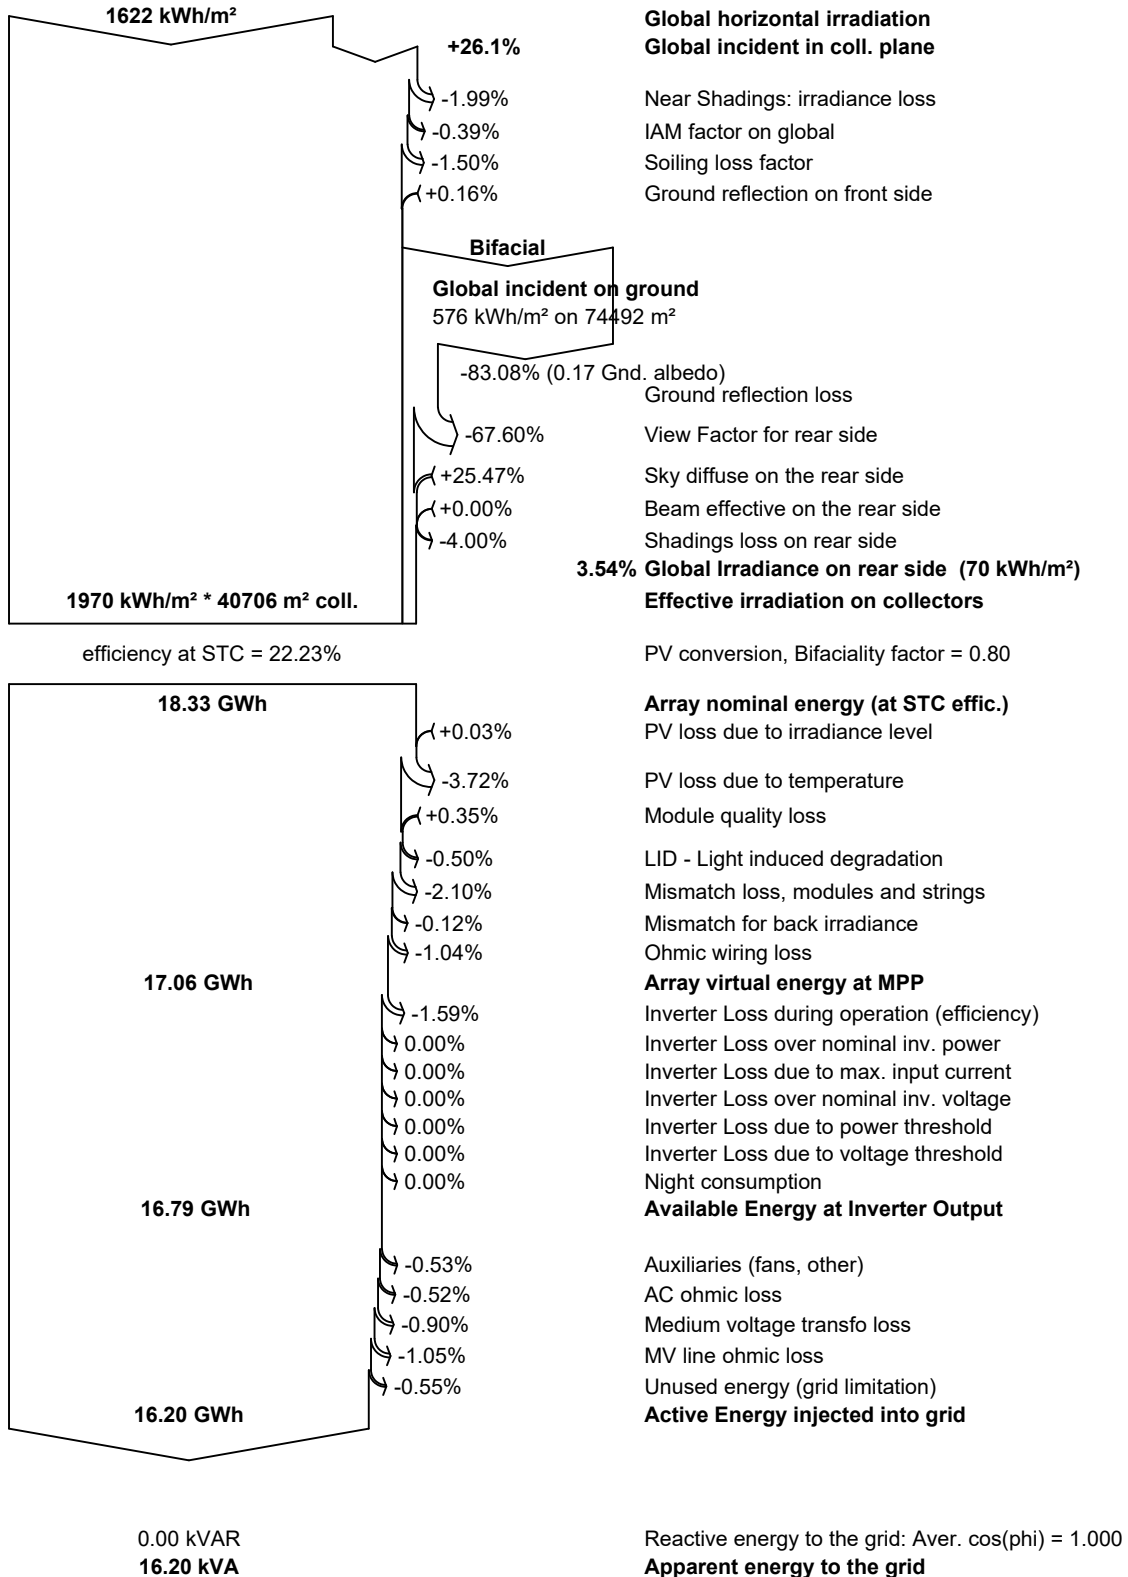 1622 kWh/m² Global horizontal irradiation
+26.1% Global incident in coll. plane
-1.99% Near Shadings: irradiance loss
-0.39% IAM factor on global
-1.50% Soiling loss factor
+0.16% Ground reflection on front side
Bifacial
Global incident on ground
576 kWh/m² on 74492 m²
-83.08% (0.17 Gnd. albedo)
Ground reflection loss
-67.60% View Factor for rear side
+25.47% Sky diffuse on the rear side
+0.00% Beam effective on the rear side
-4.00% Shadings loss on rear side
3.54% Global Irradiance on rear side (70 kWh/m²)
1970 kWh/m² * 40706 m² coll. Effective irradiation on collectors
efficiency at STC = 22.23% PV conversion, Bifaciality factor = 0.80
18.33 GWh Array nominal energy (at STC effic.)
+0.03% PV loss due to irradiance level
-3.72% PV loss due to temperature
+0.35% Module quality loss
-0.50% LID - Light induced degradation
-2.10% Mismatch loss, modules and strings
-0.12% Mismatch for back irradiance
-1.04% Ohmic wiring loss
17.06 GWh Array virtual energy at MPP
-1.59% Inverter Loss during operation (efficiency)
0.00% Inverter Loss over nominal inv. power
0.00% Inverter Loss due to max. input current
0.00% Inverter Loss over nominal inv. voltage
0.00% Inverter Loss due to power threshold
0.00% Inverter Loss due to voltage threshold
0.00% Night consumption
16.79 GWh Available Energy at Inverter Output
-0.53% Auxiliaries (fans, other)
-0.52% AC ohmic loss
-0.90% Medium voltage transfo loss
-1.05% MV line ohmic loss
-0.55% Unused energy (grid limitation)
16.20 GWh Active Energy injected into grid
0.00 kVAR Reactive energy to the grid: Aver. cos(phi) = 1.000
16.20 kVA Apparent energy to the grid